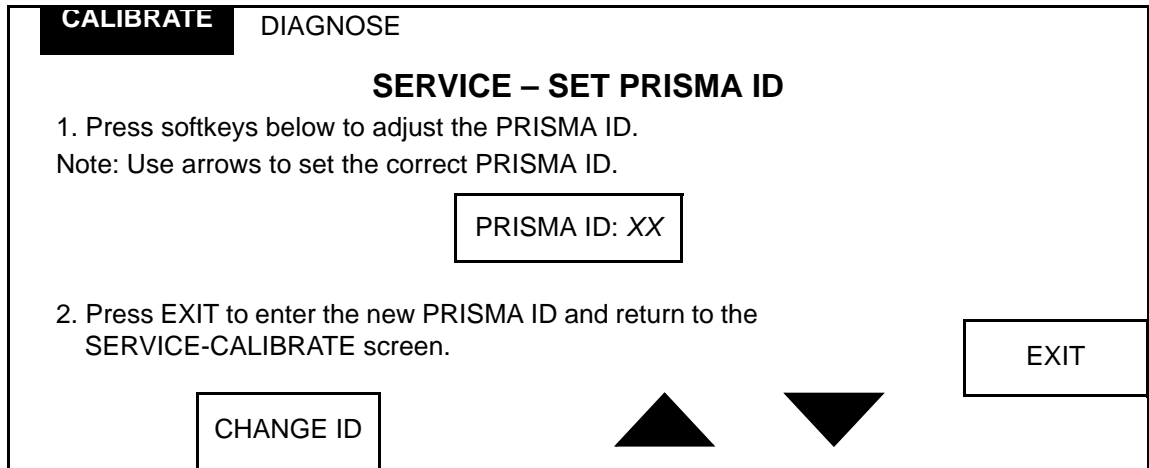 CALIBRATE DIAGNOSE
SERVICE – SET PRISMA ID
1. Press softkeys below to adjust the PRISMA ID.
Note: Use arrows to set the correct PRISMA ID.
PRISMA ID: XX
2. Press EXIT to enter the new PRISMA ID and return to the
SERVICE-CALIBRATE screen.
EXIT
CHANGE ID